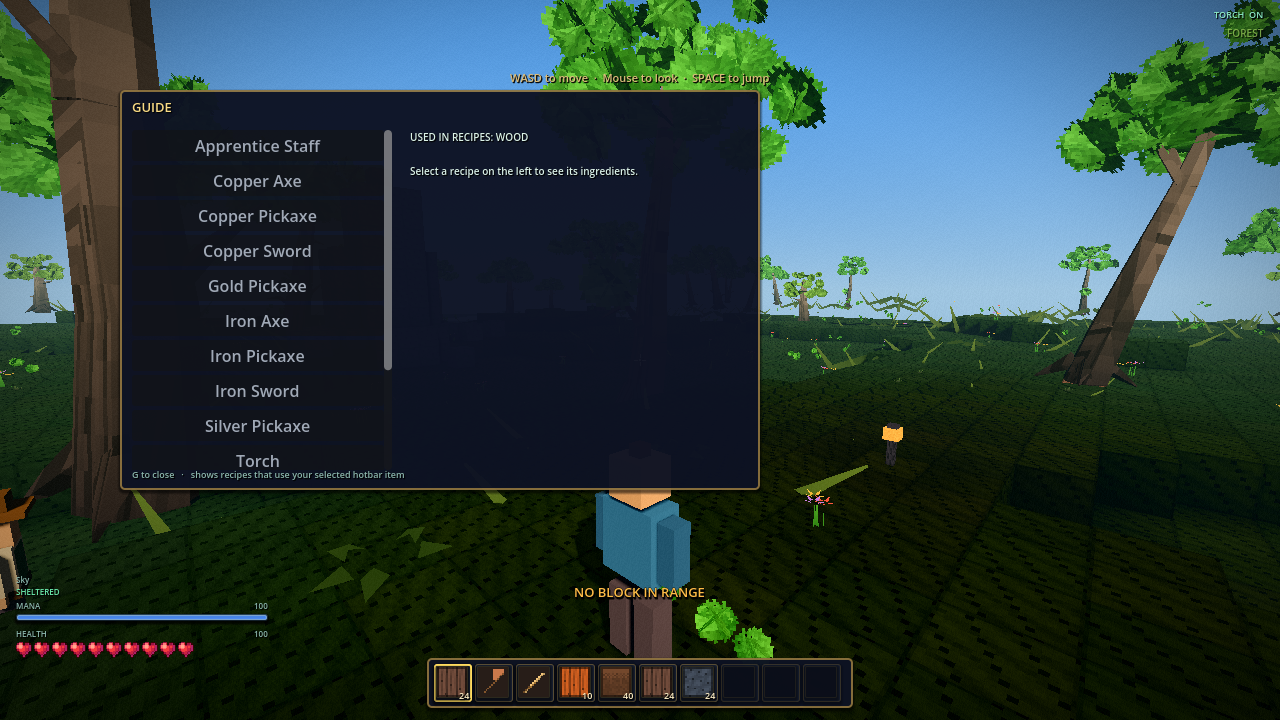 TORCH ON
FOREST
WASD to move · Mouse to look · SPACE to jump
GUIDE
Apprentice Staff
Copper Axe
Copper Pickaxe
Copper Sword
Gold Pickaxe
Iron Axe
Iron Pickaxe
Iron Sword
Silver Pickaxe
Torch
USED IN RECIPES: WOOD
Select a recipe on the left to see its ingredients.
G to close · shows recipes that use your selected hotbar item
Sky
SHELTERED
MANA 100
HEALTH 100
NO BLOCK IN RANGE
24 10 40 24 24